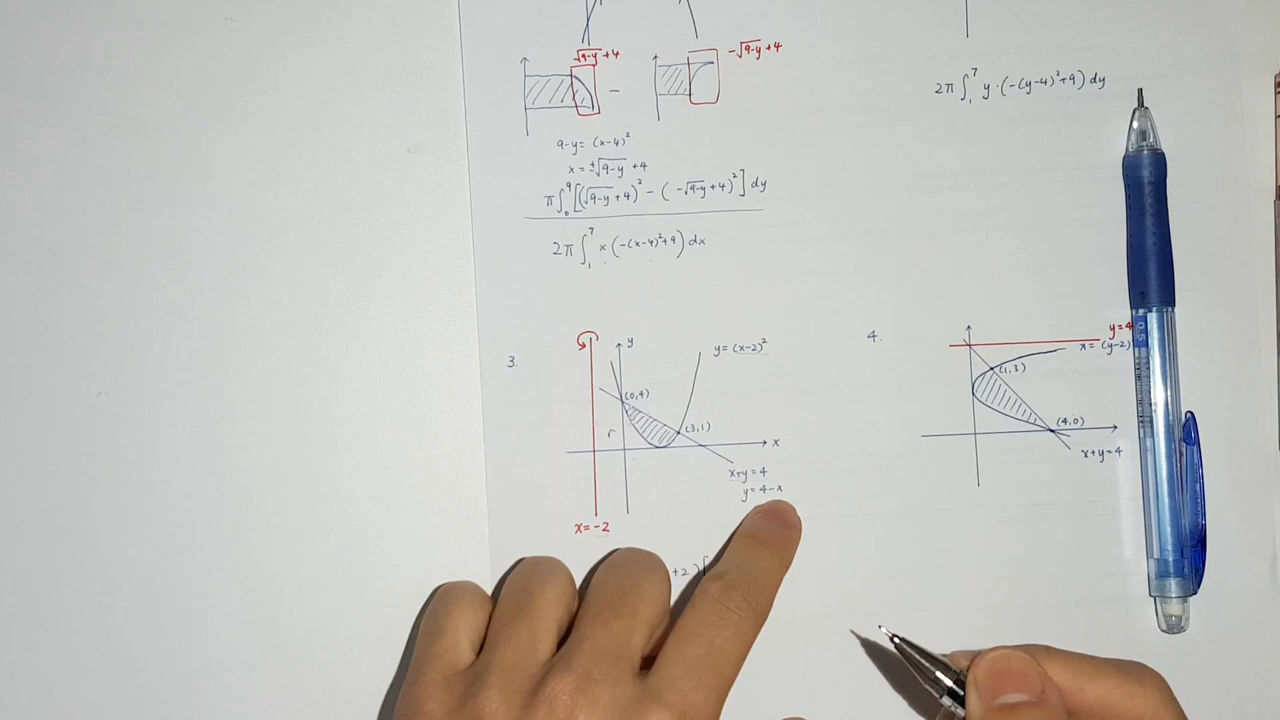 √9-y +4
-√9-y +4
−
9-y = (x-4)²
x = ±√9-y +4
π∫₀⁹ [(√9-y +4)² - (-√9-y +4)²] dy
2π∫₁⁷ x (-(x-4)²+9) dx
2π∫₁⁷ y·(-(y-4)²+9) dy
3.
y
y = (x-2)²
(0,4)
r
(3,1)
x
x+y = 4
y = 4-x
x = -2
+2)
4.
y=4
x = (y-2)
(1,3)
(4,0)
x+y=4
0.5